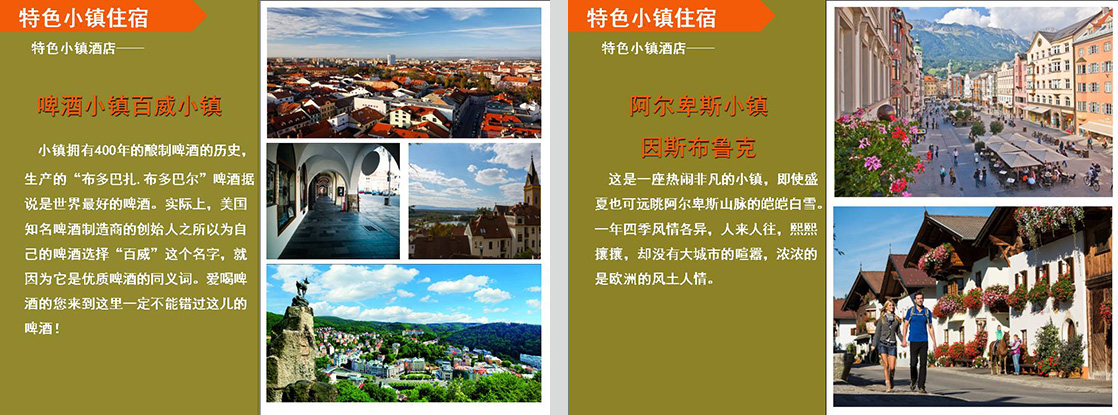 特色小镇住宿
特色小镇酒店——
啤酒小镇百威小镇
小镇拥有400年的酿制啤酒的历史，
生产的“布多巴扎.布多巴尔”啤酒据
说是世界最好的啤酒。实际上，美国
知名啤酒制造商的创始人之所以为自
己的啤酒选择“百威”这个名字，就
因为它是优质啤酒的同义词。爱喝啤
酒的您来到这里一定不能错过这儿的
啤酒！
特色小镇住宿
特色小镇酒店——
阿尔卑斯小镇
因斯布鲁克
这是一座热闹非凡的小镇，即使盛
夏也可远眺阿尔卑斯山脉的皑皑白雪。
一年四季风情各异，人来人往，熙熙
攘攘，却没有大城市的喧嚣，浓浓的
是欧洲的风土人情。